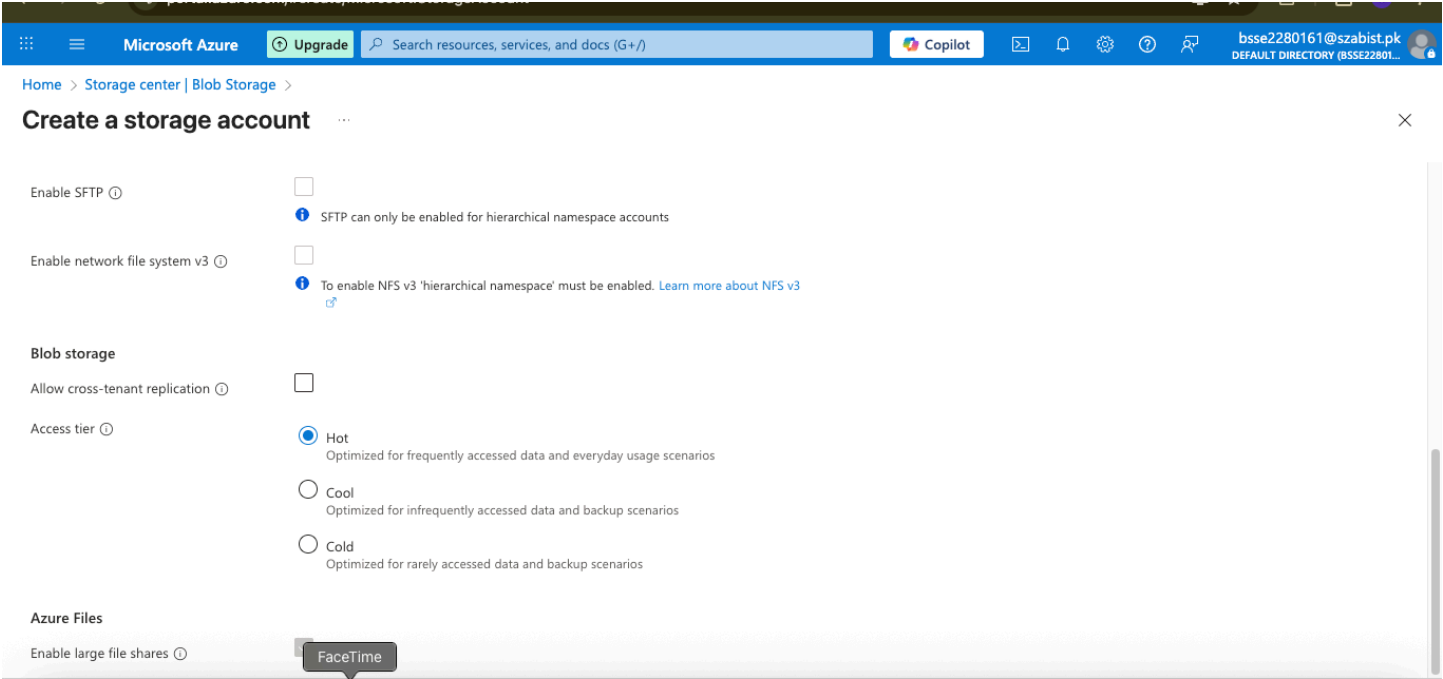 Microsoft Azure
Upgrade
Search resources, services, and docs (G+/)
Copilot
bsse2280161@szabist.pk
DEFAULT DIRECTORY (BSSE22801...
Home > Storage center | Blob Storage >
Create a storage account ...
Enable SFTP
SFTP can only be enabled for hierarchical namespace accounts
Enable network file system v3
To enable NFS v3 'hierarchical namespace' must be enabled. Learn more about NFS v3
Blob storage
Allow cross-tenant replication
Access tier
Hot
Optimized for frequently accessed data and everyday usage scenarios
Cool
Optimized for infrequently accessed data and backup scenarios
Cold
Optimized for rarely accessed data and backup scenarios
Azure Files
Enable large file shares
FaceTime